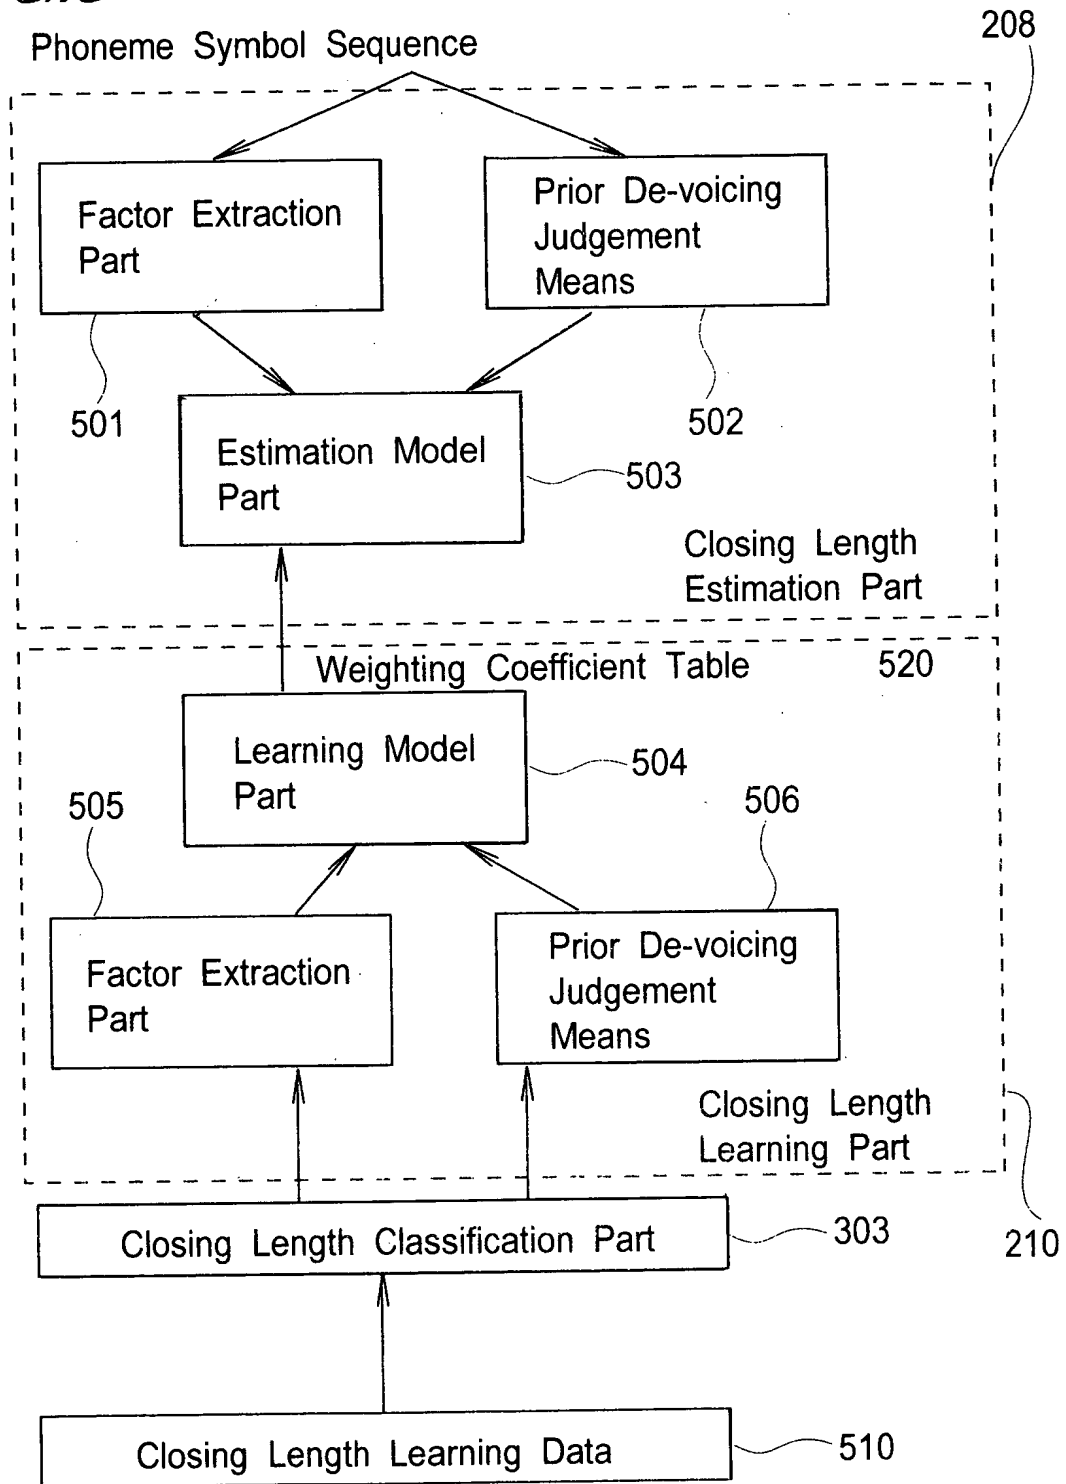 208
Phoneme Symbol Sequence
Factor Extraction
Part
Prior De-voicing
Judgement
Means
501
502
Estimation Model
Part
503
Closing Length
Estimation Part
Weighting Coefficient Table
520
Learning Model
Part
504
505
506
Factor Extraction
Part
Prior De-voicing
Judgement
Means
Closing Length
Learning Part
Closing Length Classification Part
303
210
Closing Length Learning Data
510